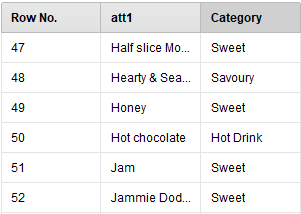 Row No. att1 Category
47 Half slice Mo... Sweet
48 Hearty & Sea... Savoury
49 Honey Sweet
50 Hot chocolate Hot Drink
51 Jam Sweet
52 Jammie Dod... Sweet